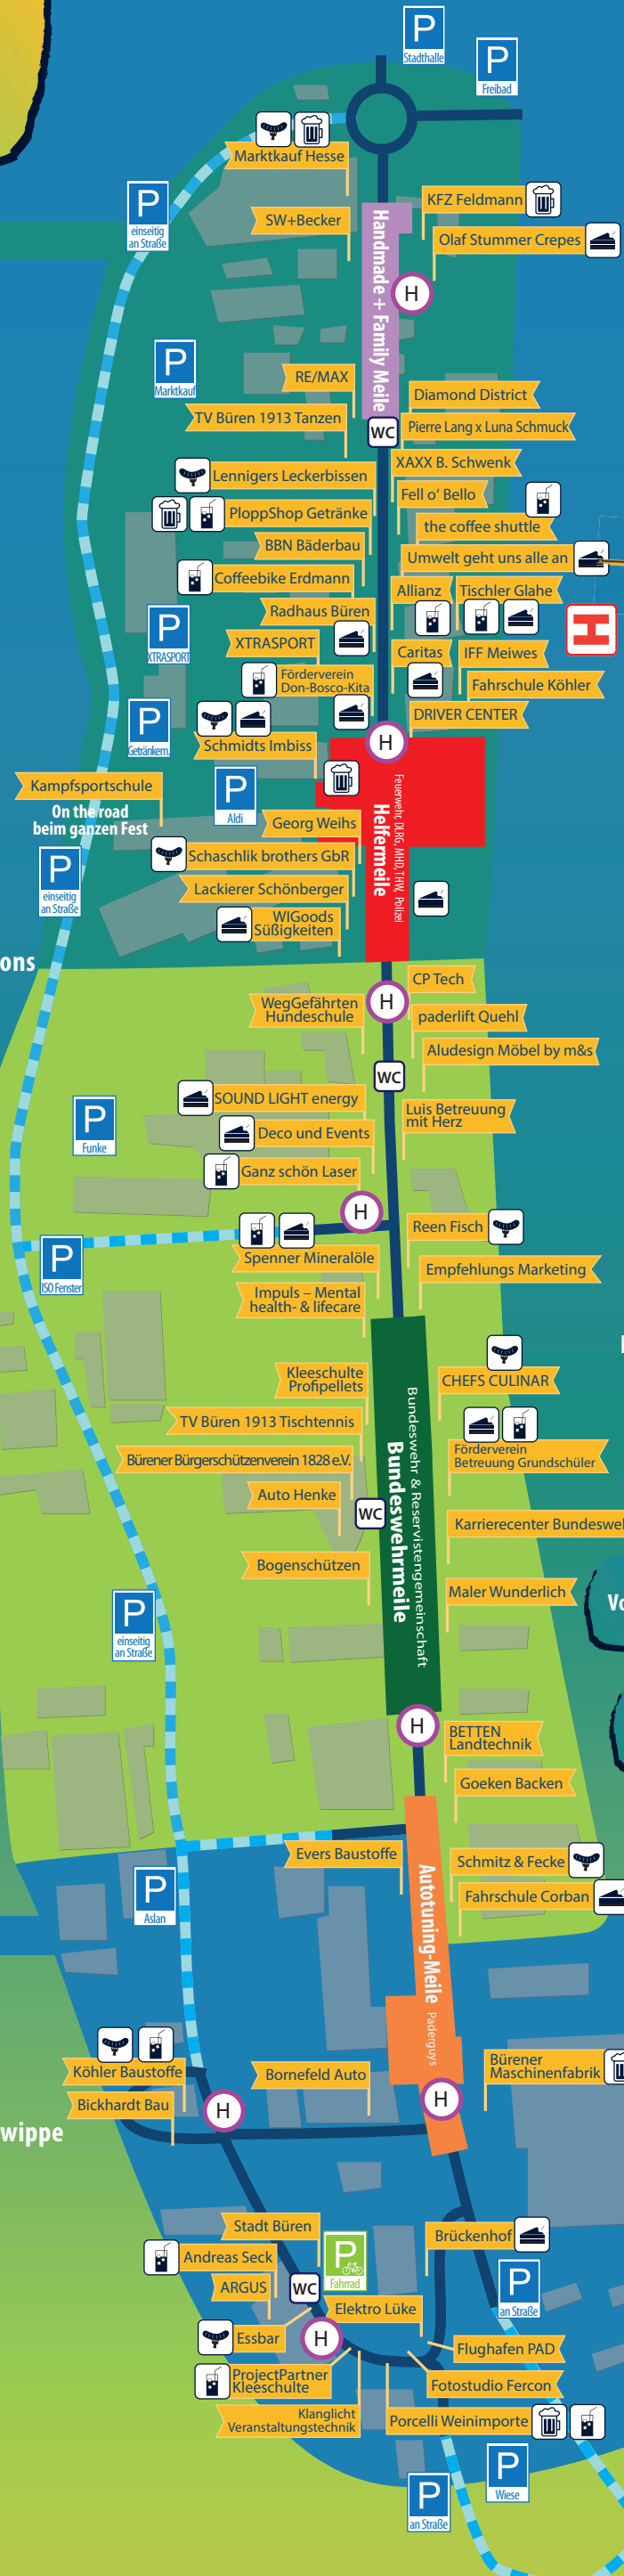 P
Stadthalle
P
Freibad
Marktkauf Hesse
P
einseitig
an Straße
KFZ Feldmann
SW+Becker
Olaf Stummer Crepes
Handmade + Family Meile
H
P
Marktkauf
RE/MAX
Diamond District
TV Büren 1913 Tanzen
WC
Pierre Lang x Luna Schmuck
XAXX B. Schwenk
Lennigers Leckerbissen
Fell o’ Bello
PloppShop Getränke
the coffee shuttle
BBN Bäderbau
Umwelt geht uns alle an
Coffeebike Erdmann
Allianz
Tischler Glahe
Radhaus Büren
P
XTRASPORT
H
XTRASPORT
Caritas
IFF Meiwes
Förderverein
Don-Bosco-Kita
Fahrschule Köhler
P
Getränkem.
DRIVER CENTER
Schmidts Imbiss
H
Kampfsportschule
On the road
beim ganzen Fest
P
Aldi
Feuerwehr, DLRG, MHD, THW, Polizei
Helfermeile
Georg Weihs
P
einseitig
an Straße
Schaschlik brothers GbR
Lackierer Schönberger
WIGoods
Süßigkeiten
ons
CP Tech
WegGefährten
Hundeschule
H
paderlift Quehl
Aludesign Möbel by m&s
WC
SOUND LIGHT energy
Luis Betreuung
mit Herz
P
Funke
Deco und Events
Ganz schön Laser
H
Reen Fisch
P
ISO Fenster
Spenner Mineralöle
Empfehlungs Marketing
Impuls – Mental
health- & lifecare
Kleeschulte
Profipellets
CHEFS CULINAR
TV Büren 1913 Tischtennis
Bundeswehr & Reservistengemeinschaft
Bundeswehrmeile
Bürener Bürgerschützenverein 1828 e.V.
Förderverein
Betreuung Grundschüler
Auto Henke
WC
Karrierecenter Bundeswe
Bogenschützen
Maler Wunderlich
Vo
P
einseitig
an Straße
H
BETTEN
Landtechnik
Goeken Backen
Evers Baustoffe
Schmitz & Fecke
P
Aslan
Fahrschule Corban
Autotuning-Meile Paderguys
Köhler Baustoffe
Bornefeld Auto
Bürener
Maschinenfabrik
Bickhardt Bau
H
H
wippe
Stadt Büren
Brückenhof
Andreas Seck
P
Fahrrad
ARGUS
WC
P
an Straße
Elektro Lüke
Essbar
H
Flughafen PAD
ProjectPartner
Kleeschulte
Fotostudio Fercon
Klanglicht
Veranstaltungstechnik
Porcelli Weinimporte
P
Wiese
P
an Straße